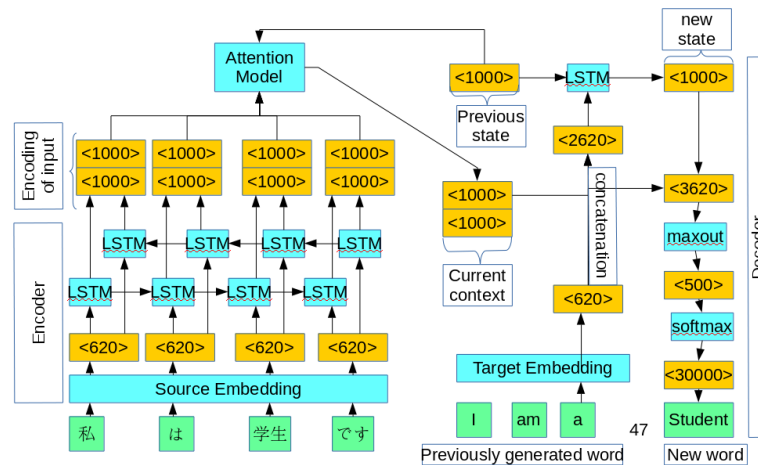 new
state
Attention
Model
<1000>
LSTM
<1000>
Previous
state
Encoding
of input
<1000>
<1000>
<1000>
<1000>
<1000>
<1000>
<1000>
<1000>
<2620>
concatenation
<1000>
<1000>
<3620>
Decoder
LSTM
LSTM
LSTM
LSTM
maxout
Current
context
Encoder
LSTM
LSTM
LSTM
LSTM
<620>
<500>
softmax
<620>
<620>
<620>
<620>
Target Embedding
<30000>
Source Embedding
私
は
学生
です
I
am
a
47
Student
Previously generated word
New word